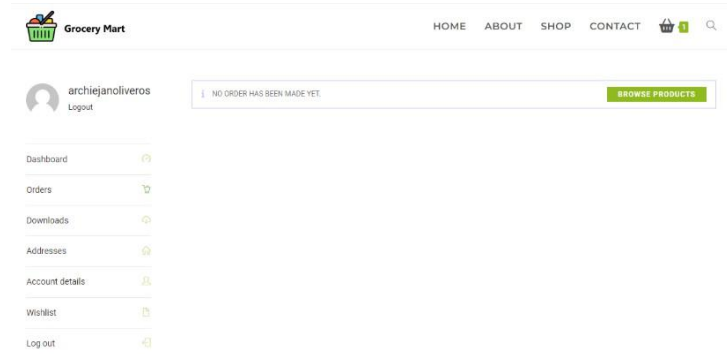 Grocery Mart
HOME ABOUT SHOP CONTACT 1
archiejanoliveros
Logout
NO ORDER HAS BEEN MADE YET. BROWSE PRODUCTS
Dashboard
Orders
Downloads
Addresses
Account details
Wishlist
Log out